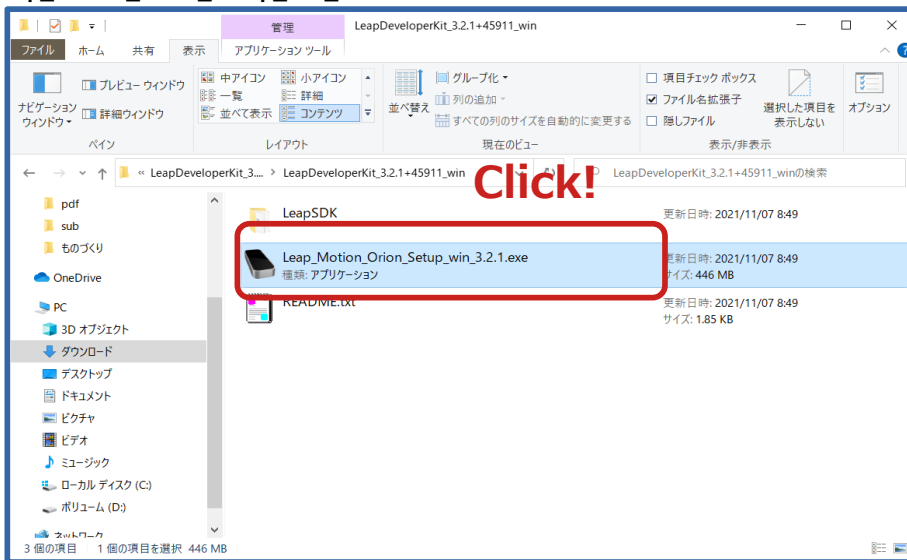 管理
LeapDeveloperKit_3.2.1+45911_win
ファイル ホーム 共有 表示 アプリケーション ツール
ナビゲーション ウィンドウ
プレビュー ウィンドウ
詳細ウィンドウ
ペイン
中アイコン 小アイコン
一覧 詳細
並べて表示 コンテンツ
レイアウト
並べ替え
グループ化
列の追加
すべての列のサイズを自動的に変更する
現在のビュー
項目チェック ボックス
ファイル名拡張子
隠しファイル
選択した項目を
表示しない
表示/非表示
オプション
« LeapDeveloperKit_3.... > LeapDeveloperKit_3.2.1+45911_win
LeapDeveloperKit_3.2.1+45911_winの検索
Click!
pdf
sub
ものづくり
OneDrive
PC
3D オブジェクト
ダウンロード
デスクトップ
ドキュメント
ピクチャ
ビデオ
ミュージック
ローカル ディスク (C:)
ボリューム (D:)
ネットワーク
LeapSDK
更新日時: 2021/11/07 8:49
Leap_Motion_Orion_Setup_win_3.2.1.exe
種類: アプリケーション
更新日時: 2021/11/07 8:49
サイズ: 446 MB
README.txt
更新日時: 2021/11/07 8:49
サイズ: 1.85 KB
3 個の項目 1 個の項目を選択 446 MB